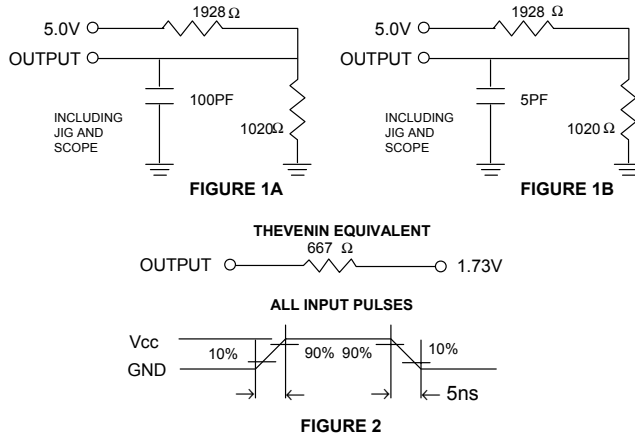 1928 Ω
5.0V
OUTPUT
100PF
INCLUDING
JIG AND
SCOPE
1020 Ω
FIGURE 1A
1928 Ω
5.0V
OUTPUT
5PF
INCLUDING
JIG AND
SCOPE
1020 Ω
FIGURE 1B
THEVENIN EQUIVALENT
667 Ω
OUTPUT 1.73V
ALL INPUT PULSES
Vcc
GND
10% 90% 90% 10%
5ns
FIGURE 2